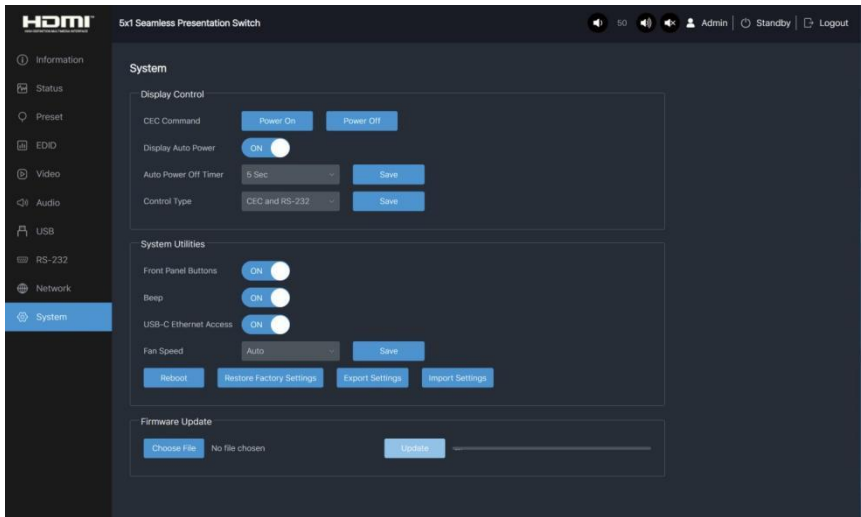 HDMI
HIGH-DEFINITION MULTIMEDIA INTERFACE
5x1 Seamless Presentation Switch
50
Admin | Standby | Logout
Information
Status
Preset
EDID
Video
Audio
USB
RS-232
Network
System
System
Display Control
CEC Command Power On Power Off
Display Auto Power ON
Auto Power Off Timer 5 Sec Save
Control Type CEC and RS-232 Save
System Utilities
Front Panel Buttons ON
Beep ON
USB-C Ethernet Access ON
Fan Speed Auto Save
Reboot Restore Factory Settings Export Settings Import Settings
Firmware Update
Choose File No file chosen Update